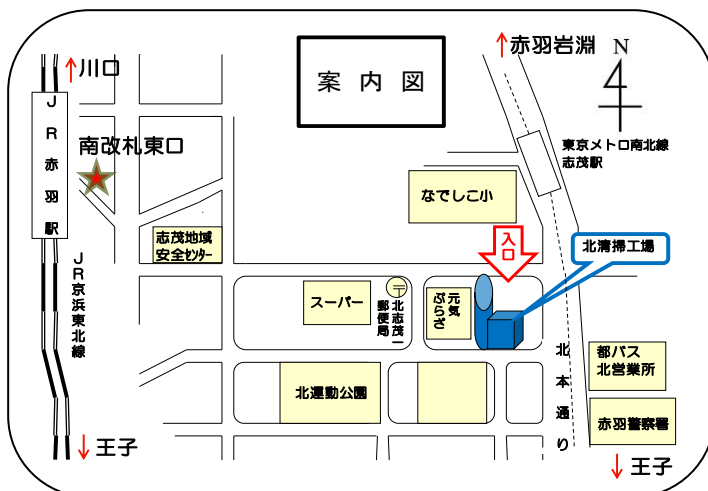 案内図
川口
JR赤羽駅
南改札東口
JR京浜東北線
王子
志茂地域
安全センター
スーパー
〒
北志茂一
郵便局
元気
ぷらざ
なでしこ小
入口
北清掃工場
赤羽岩淵
N
東京メトロ南北線
志茂駅
北運動公園
北本通り
都バス
北営業所
赤羽警察署
王子